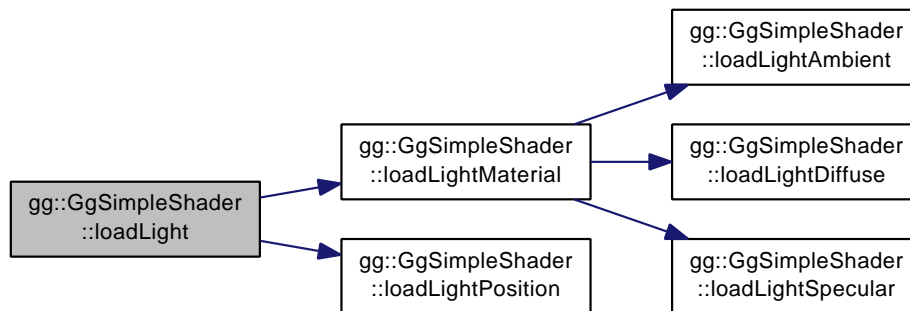 gg::GgSimpleShader
::loadLight
gg::GgSimpleShader
::loadLightMaterial
gg::GgSimpleShader
::loadLightPosition
gg::GgSimpleShader
::loadLightAmbient
gg::GgSimpleShader
::loadLightDiffuse
gg::GgSimpleShader
::loadLightSpecular